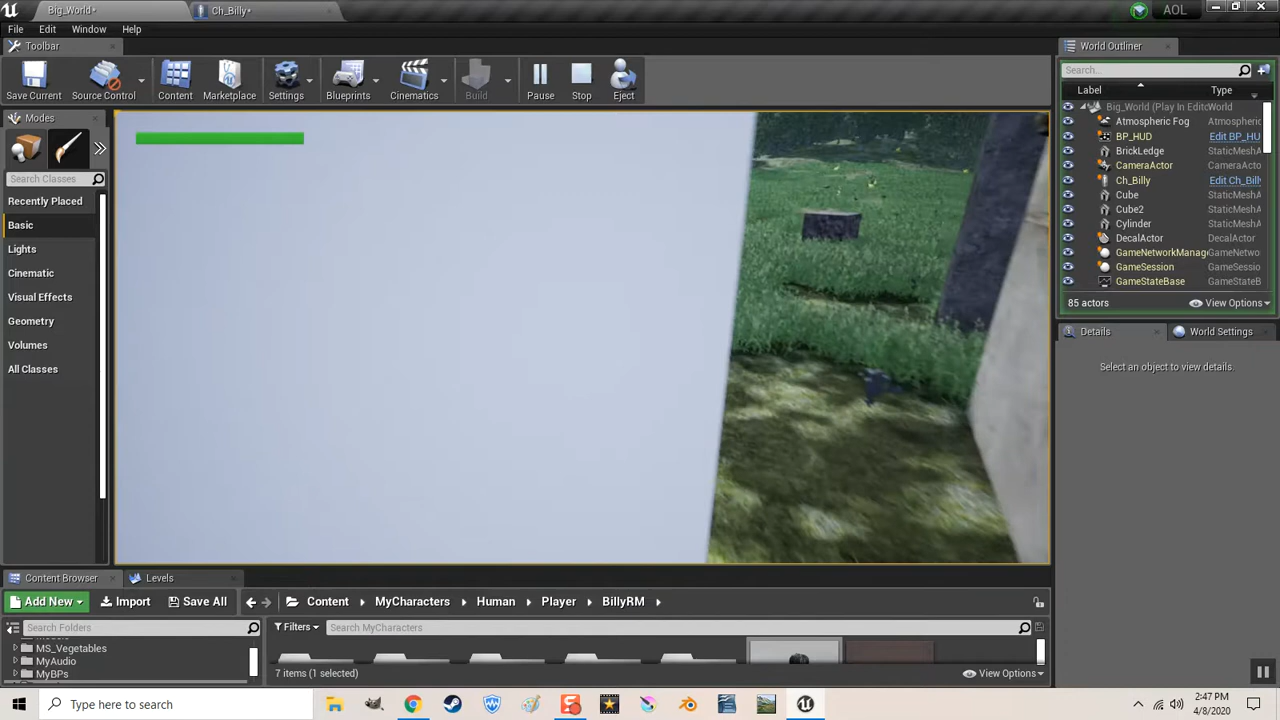 Big_World*
Ch_Billy*
AOL
File Edit Window Help
Toolbar
World Outliner
Save Current
Source Control
Content
Marketplace
Settings
Blueprints
Cinematics
Build
Pause
Stop
Eject
Search...
Label Type
Big_World (Play In Editor World
Atmospheric Fog Atmospheric
BP_HUD Edit BP_HU
BrickLedge StaticMeshA
CameraActor CameraActor
Ch_Billy Edit Ch_Billy
Cube StaticMeshA
Cube2 StaticMeshA
Cylinder StaticMeshA
DecalActor DecalActor
GameNetworkManage GameNetwo
GameSession GameSession
GameStateBase GameStateB
85 actors View Options
Modes
Search Classes
Recently Placed
Basic
Lights
Cinematic
Visual Effects
Geometry
Volumes
All Classes
Details
World Settings
Select an object to view details.
Content Browser
Levels
Add New Import Save All Content MyCharacters Human Player BillyRM
Search Folders
Filters Search MyCharacters
MS_Vegetables
MyAudio
MyBPs
7 items (1 selected) View Options
Type here to search
2:47 PM
4/8/2020